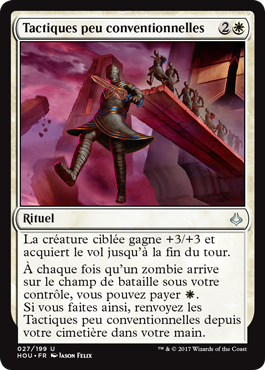 Tactiques peu conventionnelles 2
Rituel
La créature ciblée gagne +3/+3 et
acquiert le vol jusqu'à la fin du tour.
À chaque fois qu'un zombie arrive
sur le champ de bataille sous votre
contrôle, vous pouvez payer.
Si vous faites ainsi, renvoyez les
Tactiques peu conventionnelles depuis
votre cimetière dans votre main.
027/199 U
HOU • FR Jason Felix
™ & © 2017 Wizards of the Coast